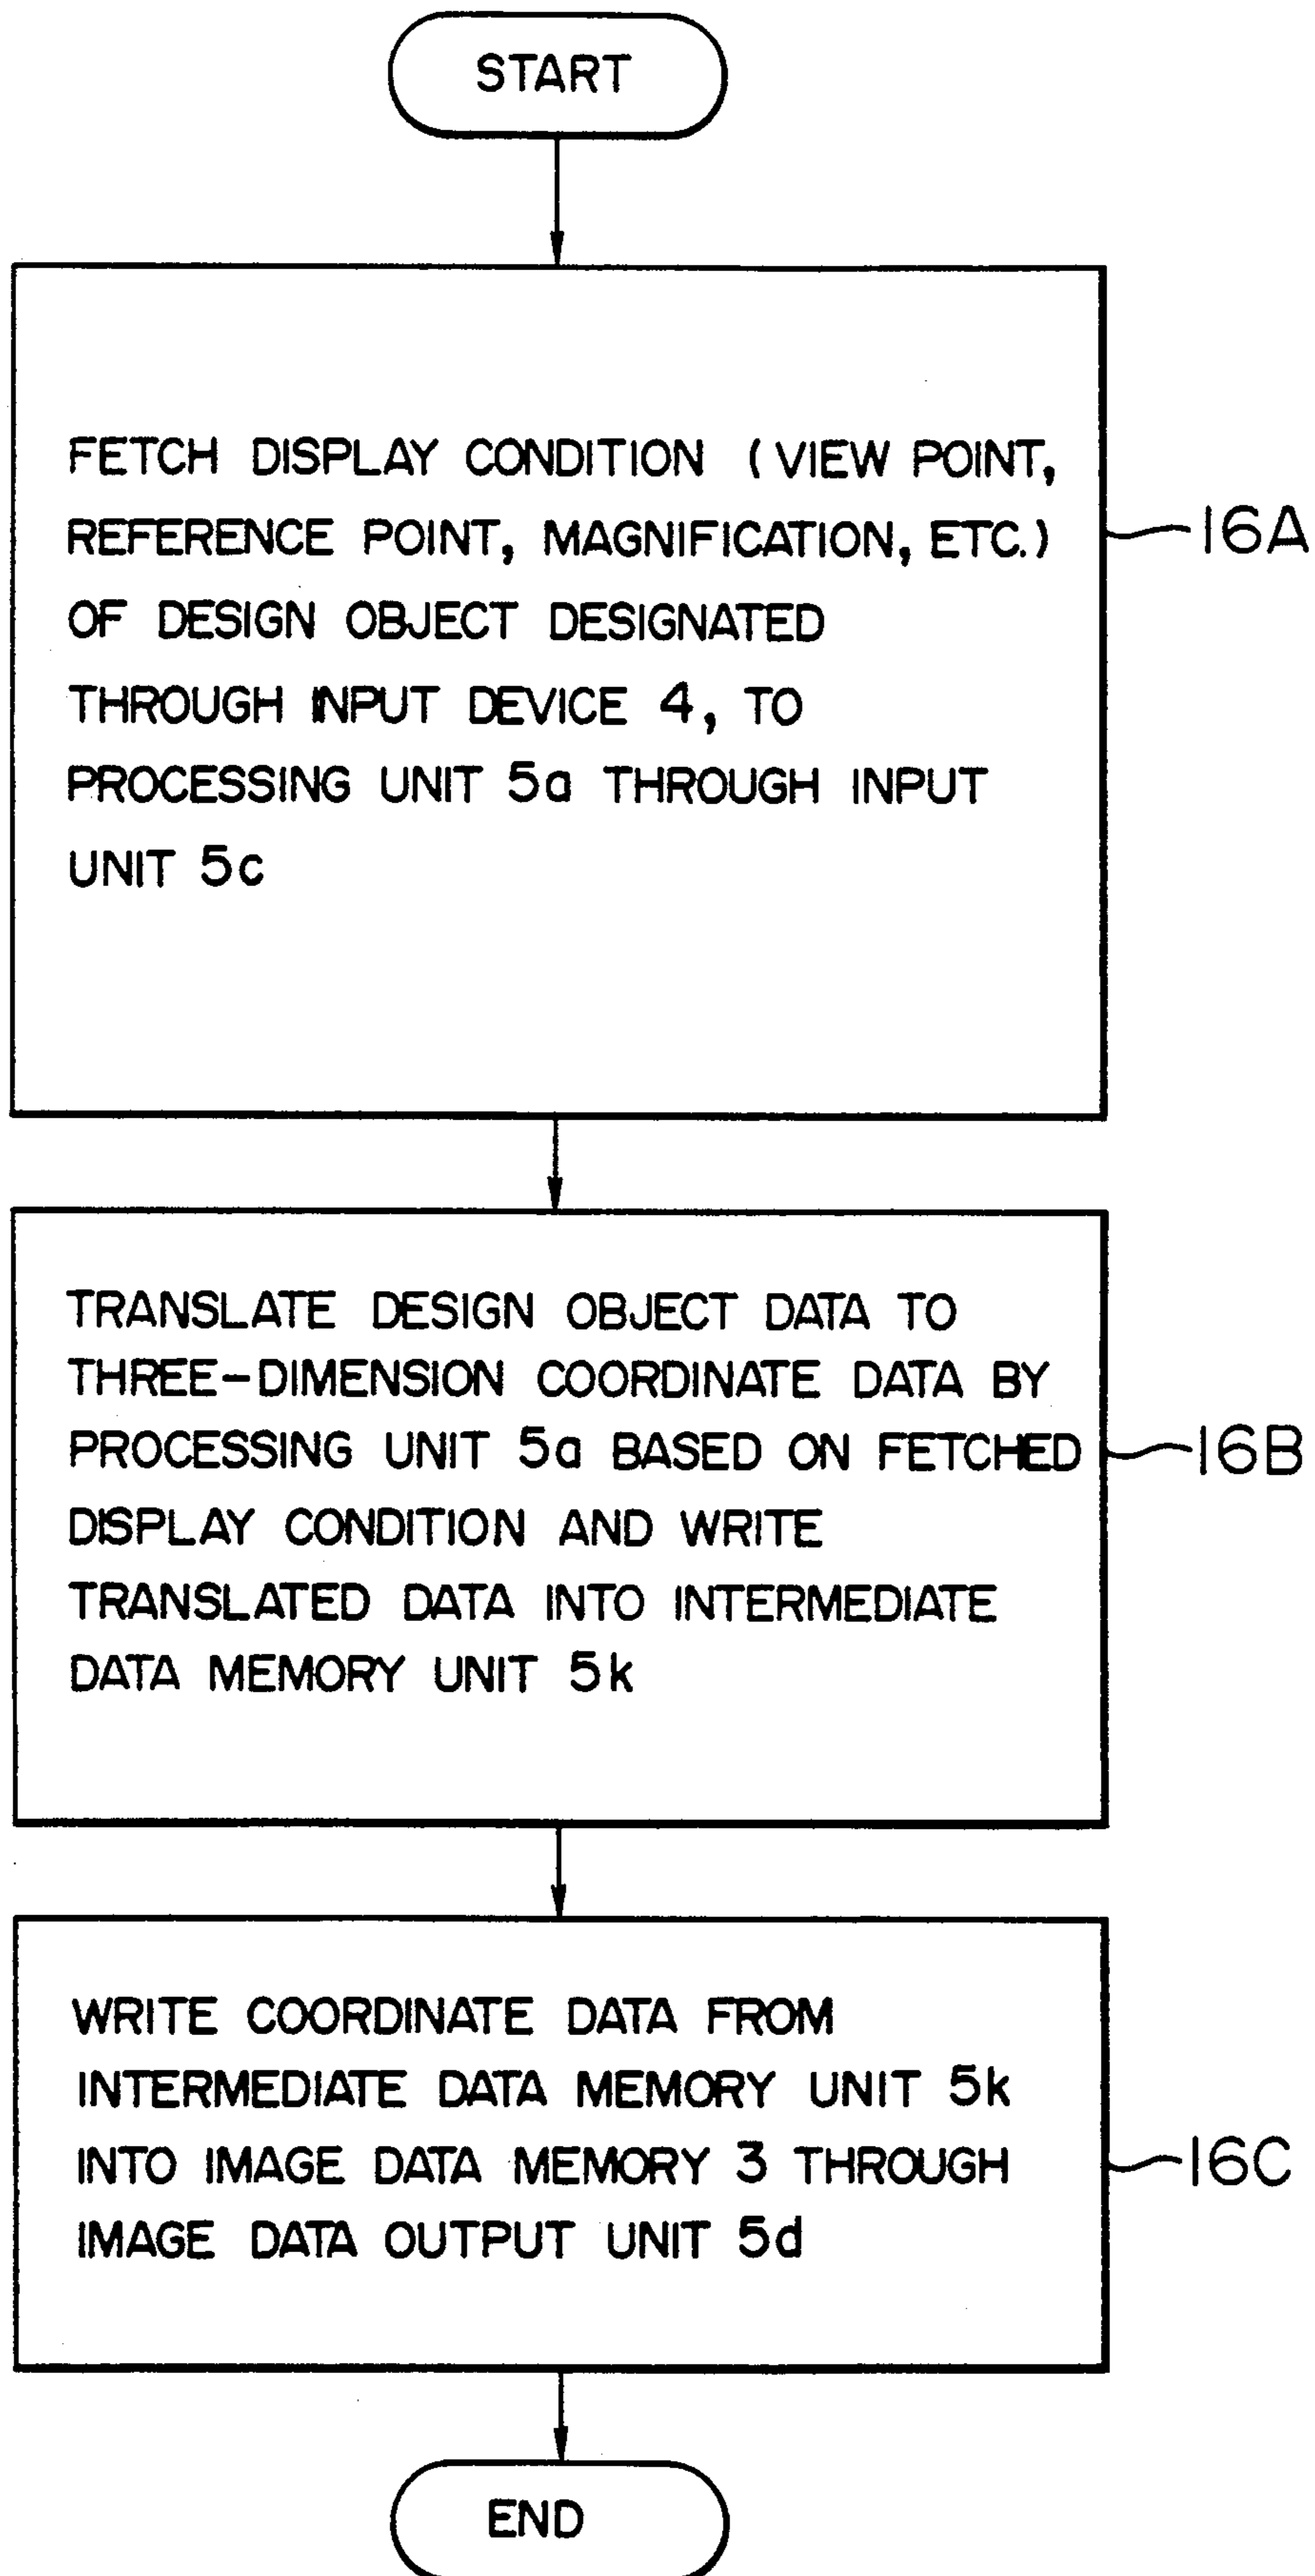 START
FETCH DISPLAY CONDITION (VIEW POINT,
REFERENCE POINT, MAGNIFICATION, ETC.)
OF DESIGN OBJECT DESIGNATED
THROUGH INPUT DEVICE 4, TO
PROCESSING UNIT 5a THROUGH INPUT
UNIT 5c
16A
TRANSLATE DESIGN OBJECT DATA TO
THREE-DIMENSION COORDINATE DATA BY
PROCESSING UNIT 5a BASED ON FETCHED
DISPLAY CONDITION AND WRITE
TRANSLATED DATA INTO INTERMEDIATE
DATA MEMORY UNIT 5k
16B
WRITE COORDINATE DATA FROM
INTERMEDIATE DATA MEMORY UNIT 5k
INTO IMAGE DATA MEMORY 3 THROUGH
IMAGE DATA OUTPUT UNIT 5d
16C
END